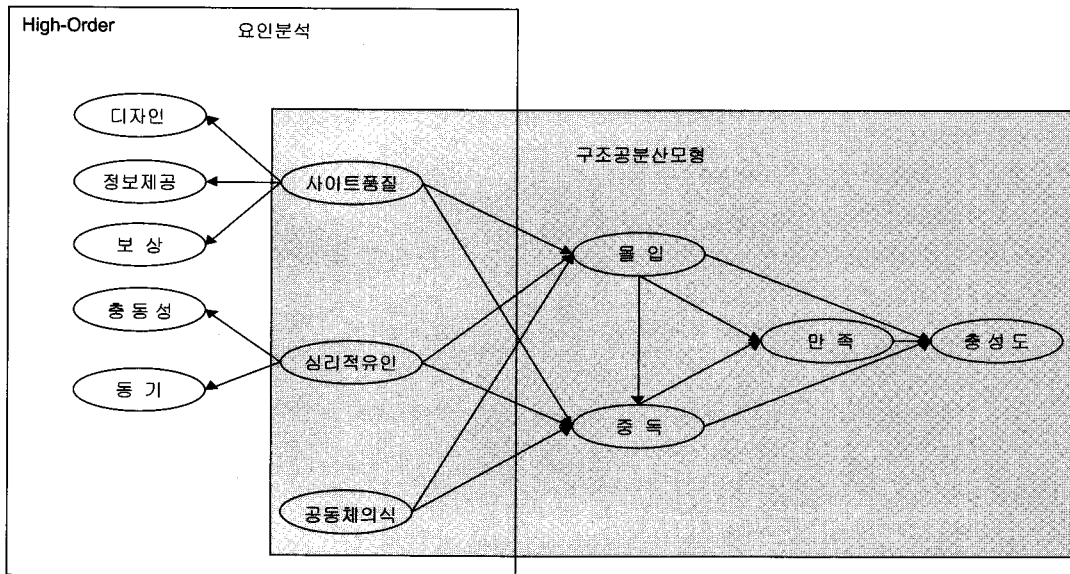 High-Order 요인분석
구조공분산모형
디자인
정보제공
보 상
충 동 성
동 기
사이트품질
심리적유인
공동체의식
몰 입
중 독
만 족
충 성 도